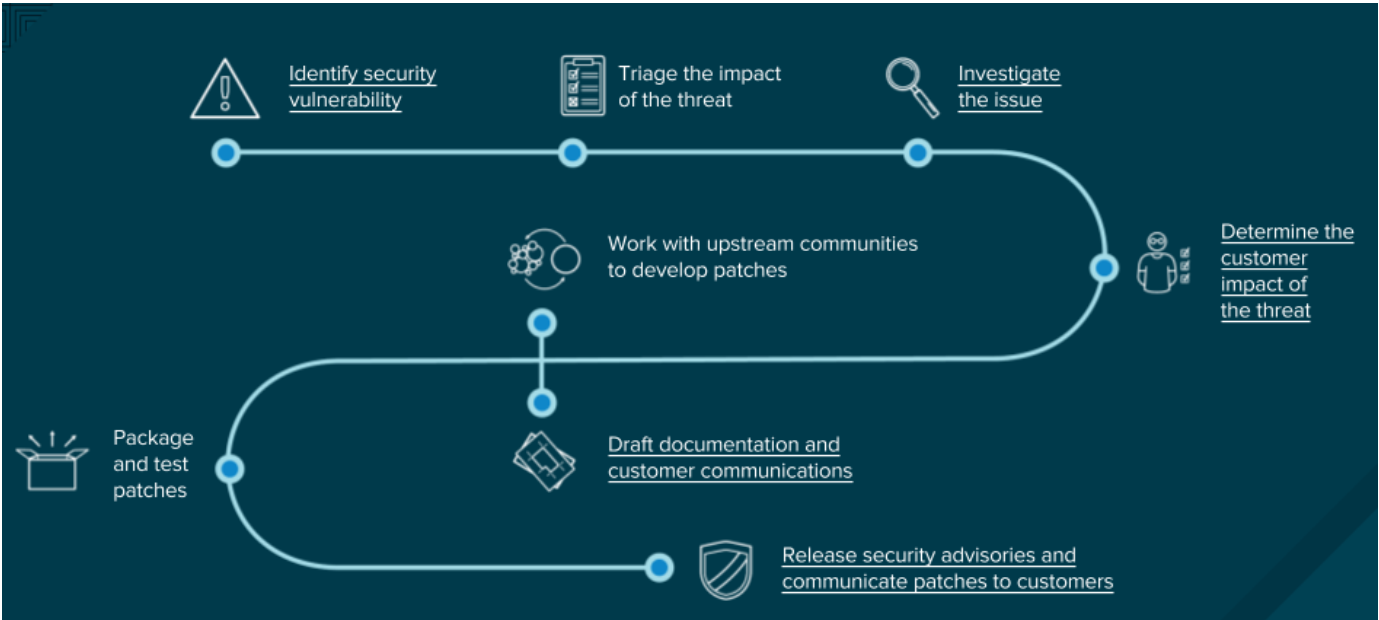 Identify security
vulnerability
Triage the impact
of the threat
Investigate
the issue
Determine the
customer
impact of
the threat
Work with upstream communities
to develop patches
Draft documentation and
customer communications
Package
and test
patches
Release security advisories and
communicate patches to customers